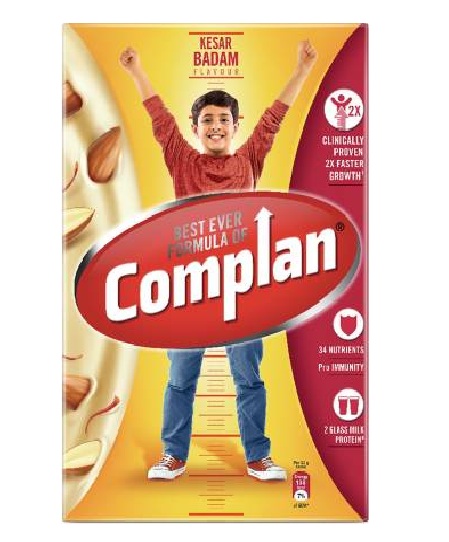 KESAR
BADAM
FLAVOUR
2X
CLINICALLY
PROVEN
2X FASTER
GROWTH
BEST EVER
FORMULA OF
Complan®
34 NUTRIENTS
Pro IMMUNITY
2 GLASS MILK
PROTEIN
7%